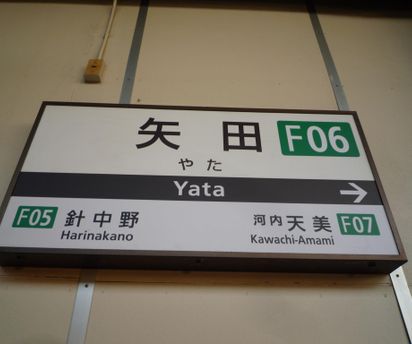 矢田 F06
やた
Yata
F05 針中野 河内天美 F07
Harinakano Kawachi-Amami